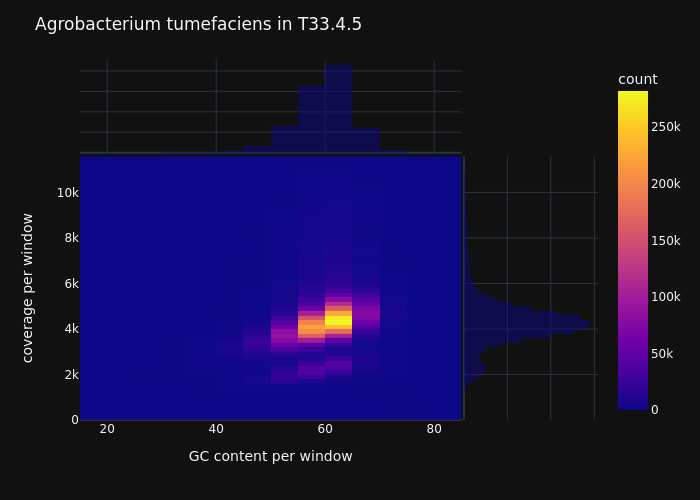 Agrobacterium tumefaciens in T33.4.5
count
250k
200k
150k
100k
50k
0
coverage per window
10k
8k
6k
4k
2k
0
20
40
60
80
GC content per window